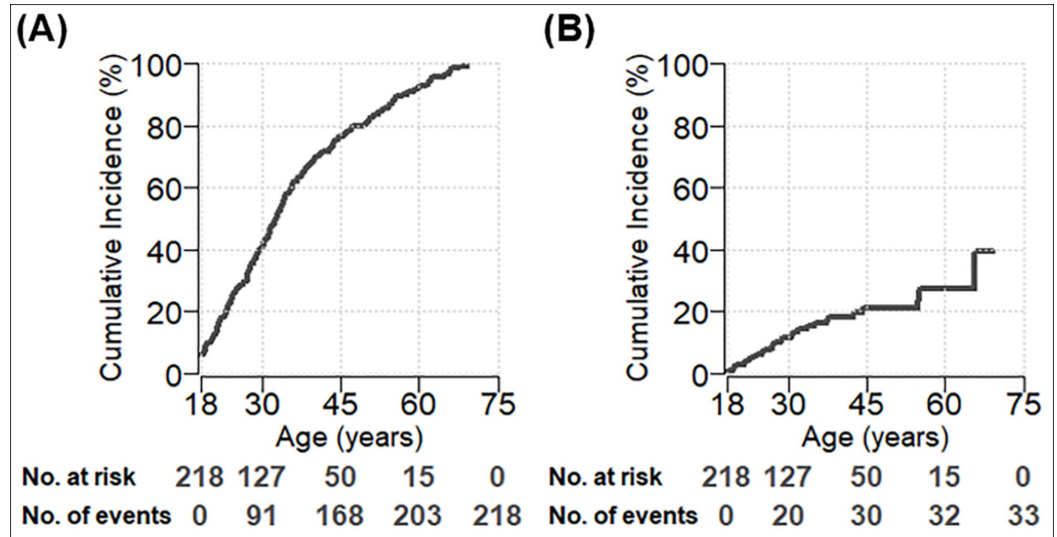 (A)
Cumulative Incidence (%)
100
80
60
40
20
0
18 30 45 60 75
Age (years)
No. at risk 218 127 50 15 0
No. of events 0 91 168 203 218
(B)
Cumulative Incidence (%)
100
80
60
40
20
0
18 30 45 60 75
Age (years)
No. at risk 218 127 50 15 0
No. of events 0 20 30 32 33